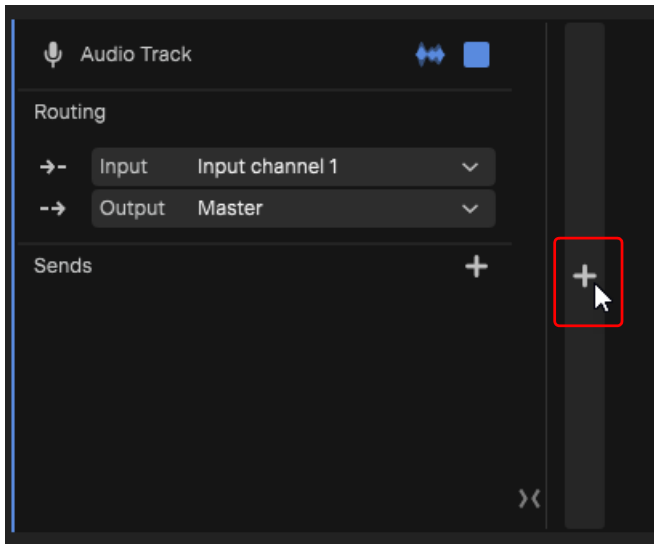 Audio Track
Routing
Input Input channel 1
Output Master
Sends